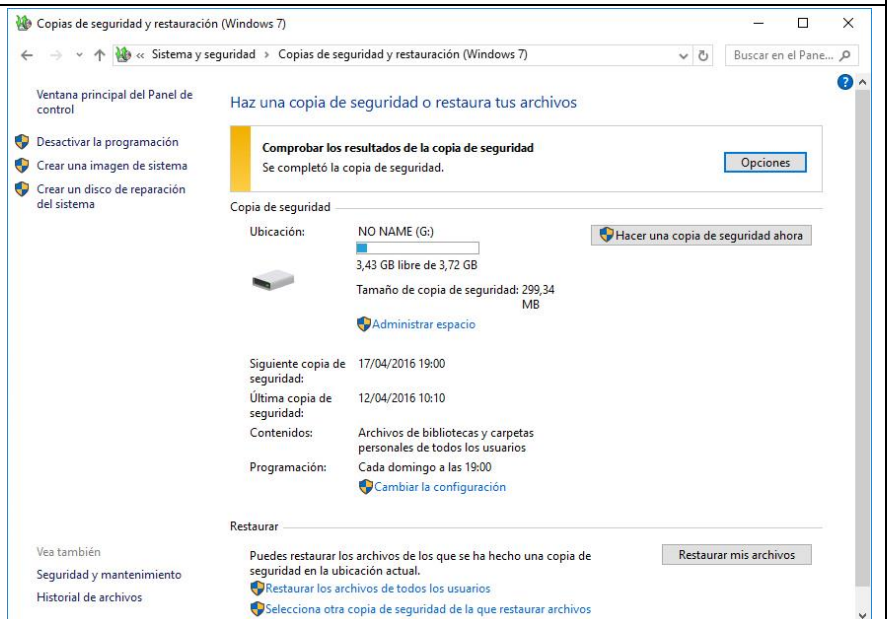 Copias de seguridad y restauración (Windows 7)
« Sistema y seguridad › Copias de seguridad y restauración (Windows 7)
Buscar en el Pane...
Ventana principal del Panel de
control
Desactivar la programación
Crear una imagen de sistema
Crear un disco de reparación
del sistema
Haz una copia de seguridad o restaura tus archivos
Comprobar los resultados de la copia de seguridad
Se completó la copia de seguridad.
Opciones
Copia de seguridad
Ubicación:
NO NAME (G:)
Hacer una copia de seguridad ahora
3,43 GB libre de 3,72 GB
Tamaño de copia de seguridad: 299,34
MB
Administrar espacio
Siguiente copia de
seguridad:
17/04/2016 19:00
Última copia de
seguridad:
12/04/2016 10:10
Contenidos:
Archivos de bibliotecas y carpetas
personales de todos los usuarios
Programación:
Cada domingo a las 19:00
Cambiar la configuración
Restaurar
Puedes restaurar los archivos de los que se ha hecho una copia de
seguridad en la ubicación actual.
Restaurar mis archivos
Restaurar los archivos de todos los usuarios
Selecciona otra copia de seguridad de la que restaurar archivos
Vea también
Seguridad y mantenimiento
Historial de archivos